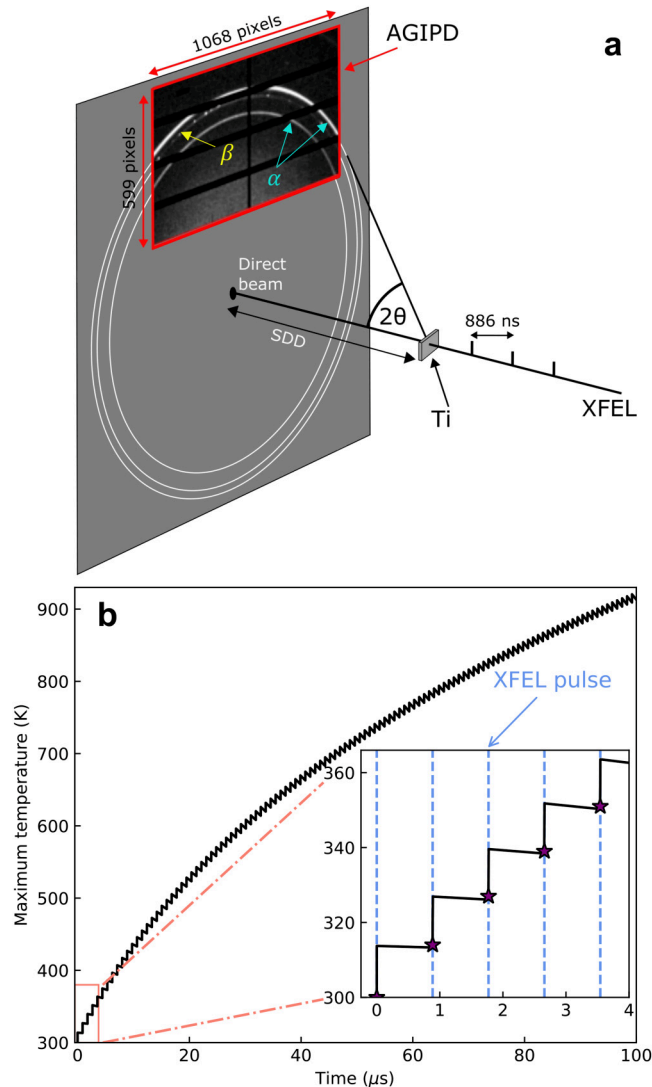 1068 pixels
AGIPD
a
599 pixels
β
α
Direct
beam
2θ
886 ns
SDD
Ti
XFEL
b
900
800
700
600
500
400
300
Maximum temperature (K)
XFEL pulse
360
340
320
300
0 1 2 3 4
0 20 40 60 80 100
Time (μs)